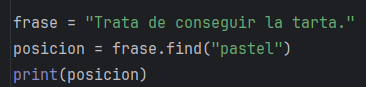 frase = "Trata de conseguir la tarta."
posicion = frase.find("pastel")
print(posicion)